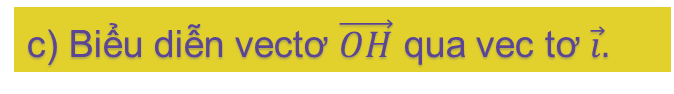 c) Biểu diễn vectơ $\overrightarrow{OH}$ qua vec tơ $\vec{i}$.